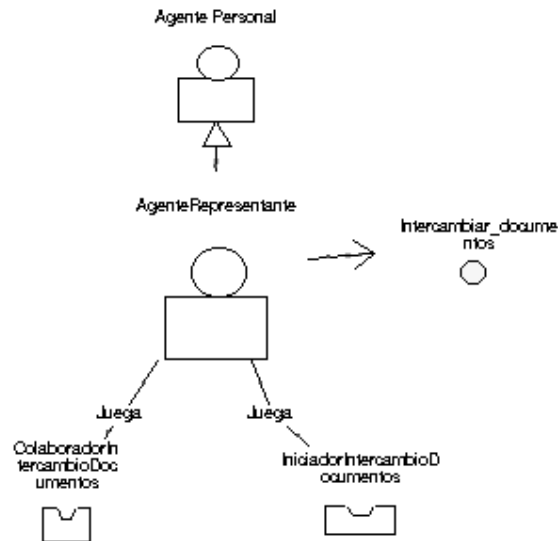 Agente Personal
AgenteRepresentante
Intercambiar_docume
ntos
Juega
Juega
ColaboradorIn
tercambioDoc
umentos
IniciadorIntercambioD
ocumentos